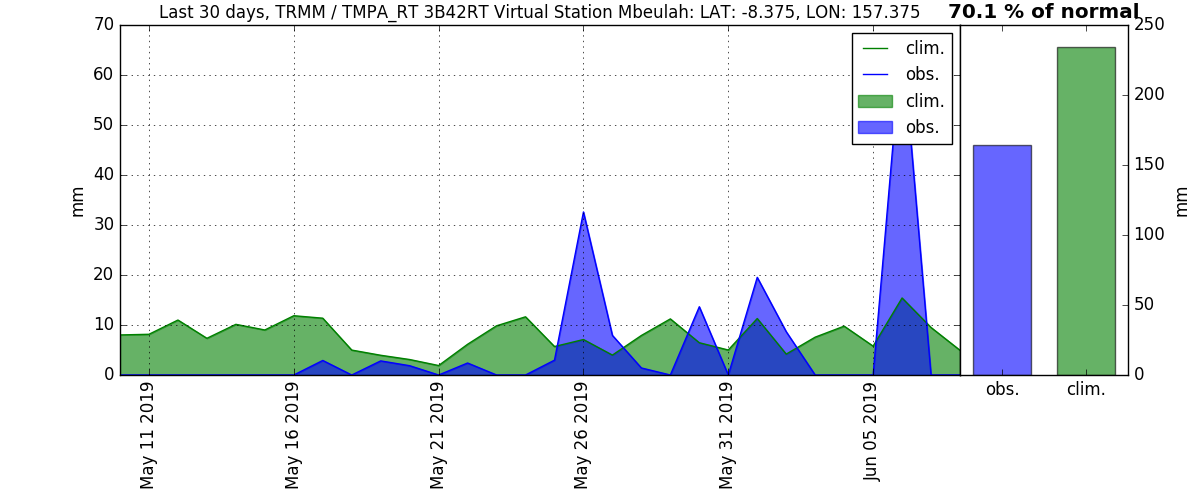 Last 30 days, TRMM / TMPA_RT 3B42RT Virtual Station Mbeulah: LAT: -8.375, LON: 157.375
70.1 % of normal
70
60
50
40
30
20
10
0
mm
clim.
obs.
clim.
obs.
May 11 2019
May 16 2019
May 21 2019
May 26 2019
May 31 2019
Jun 05 2019
250
200
150
100
50
0
mm
obs.
clim.